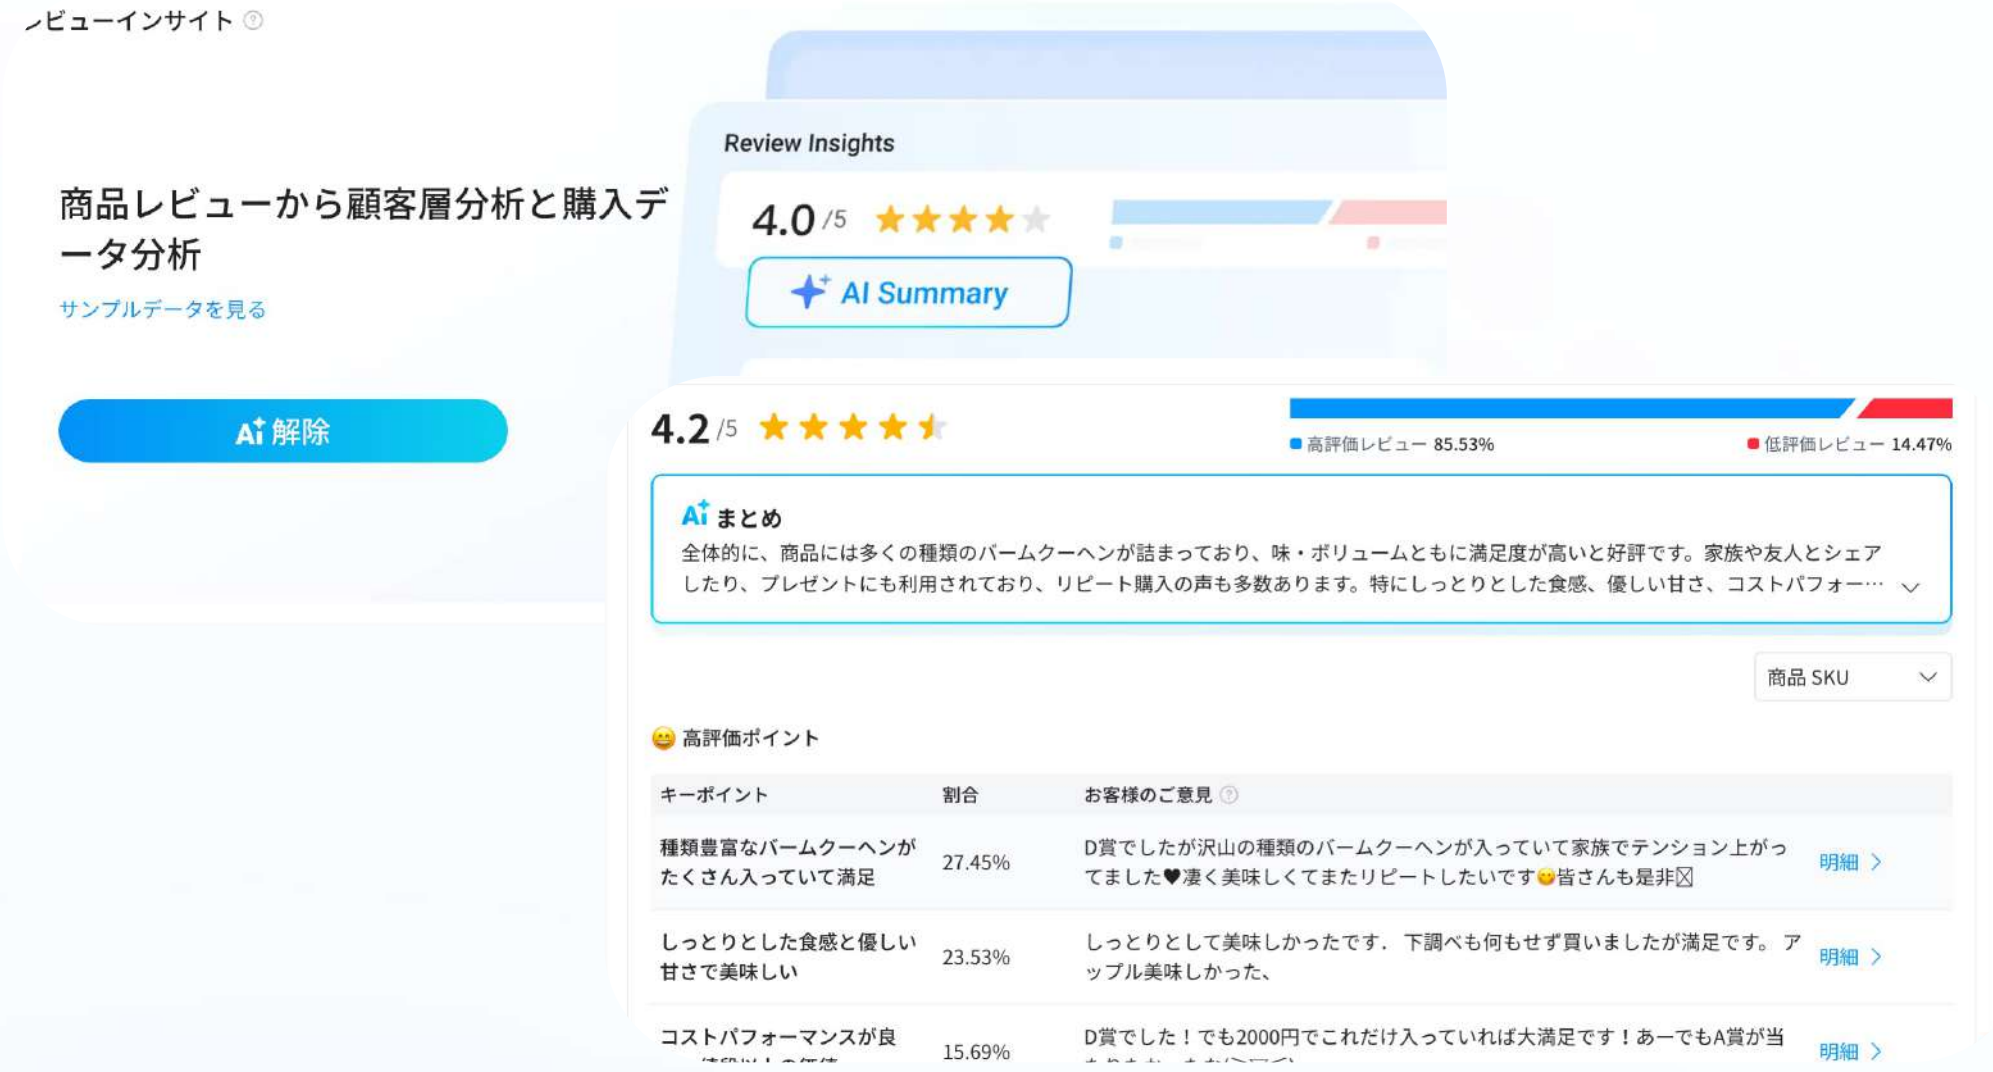 ビューインサイト
商品レビューから顧客層分析と購入デ
ータ分析
サンプルデータを見る
Ai 解除
Review Insights
4.0 /5
AI Summary
4.2 /5
高評価レビュー 85.53%
低評価レビュー 14.47%
Ai まとめ
全体的に、商品には多くの種類のバームクーヘンが詰まっており、味・ボリュームともに満足度が高いと好評です。家族や友人とシェア
したり、プレゼントにも利用されており、リピート購入の声も多数あります。特にしっとりとした食感、優しい甘さ、コストパフォー…
商品 SKU
😄 高評価ポイント
キーポイント 割合 お客様のご意見
種類豊富なバームクーヘンが
たくさん入っていて満足
27.45%
D賞でしたが沢山の種類のバームクーヘンが入っていて家族でテンション上がっ
てました♥凄く美味しくてまたリピートしたいです😋皆さんも是非
明細
しっとりとした食感と優しい
甘さで美味しい
23.53%
しっとりとして美味しかったです． 下調べも何もせず買いましたが満足です。 ア
ップル美味しかった、
明細
コストパフォーマンスが良
15.69%
D賞でした！でも2000円でこれだけ入っていれば大満足です！あーでもA賞が当
明細